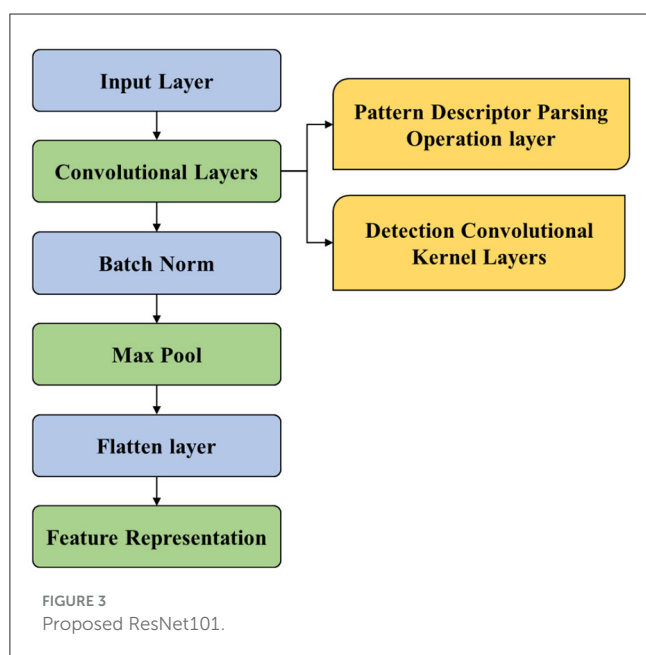 Input Layer
Convolutional Layers
Batch Norm
Max Pool
Flatten layer
Feature Representation
Pattern Descriptor Parsing
Operation layer
Detection Convolutional
Kernel Layers
FIGURE 3
Proposed ResNet101.